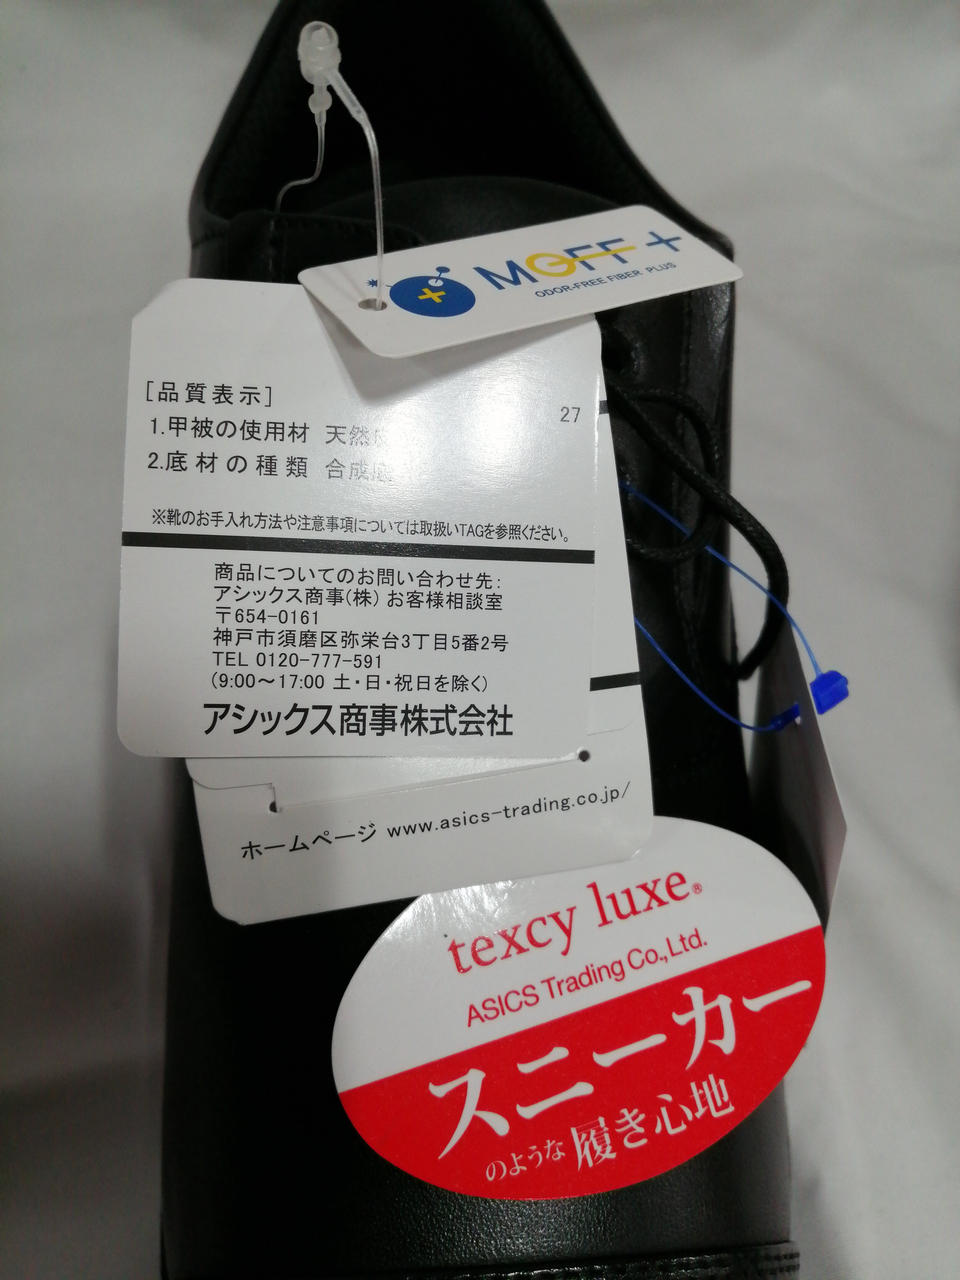 MOFF+
ODOR-FREE FIBER PLUS
[品質表示]
27
1.甲被の使用材 天然
2.底材の種類 合成底
※靴のお手入れ方法や注意事項については取扱いTAGを参照ください。
商品についてのお問い合わせ先:
アシックス商事(株) お客様相談室
〒654-0161
神戸市須磨区弥栄台3丁目5番2号
TEL 0120-777-591
(9:00〜17:00 土・日・祝日を除く)
アシックス商事株式会社
ホームページ www.asics-trading.co.jp/
texcy luxe®
ASICS Trading Co.,Ltd.
スニーカー
のような履き心地